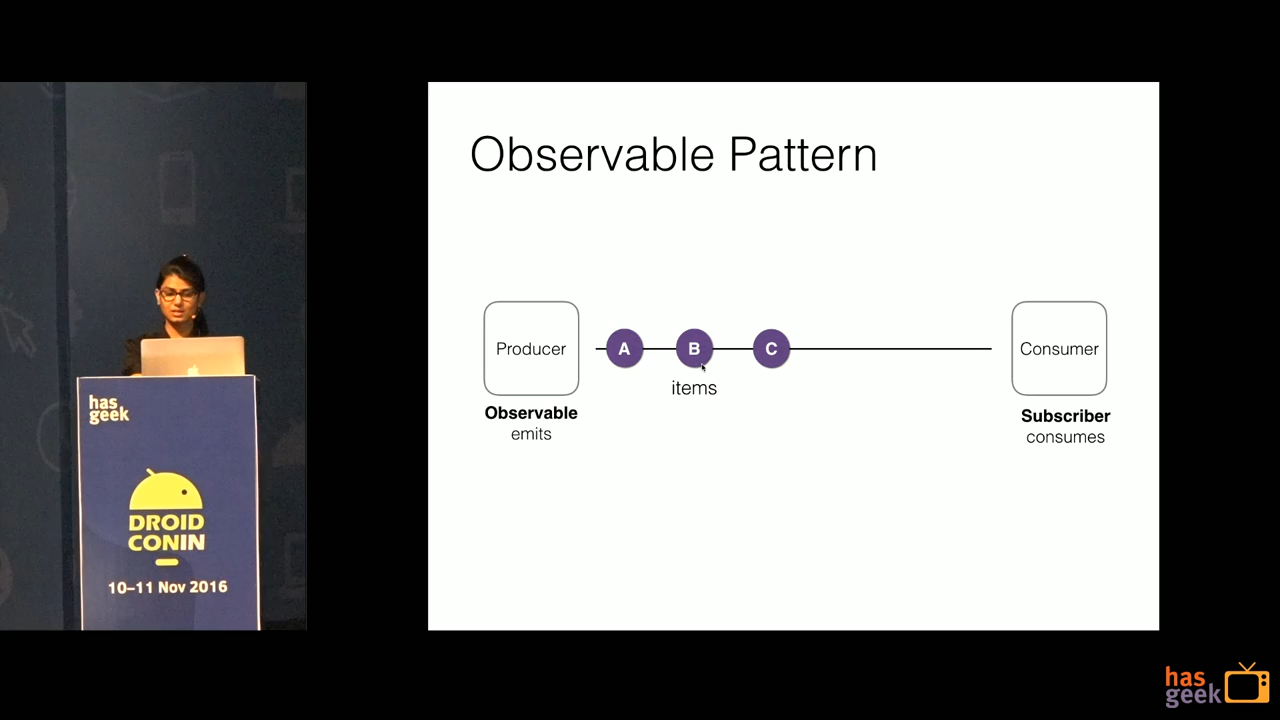 Observable Pattern
Producer
A
B
C
Consumer
items
Observable
emits
Subscriber
consumes
has
geek
DROID
CONIN
10–11 Nov 2016
has
geek